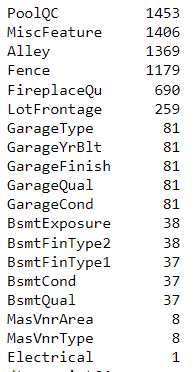 PoolQC 1453
MiscFeature 1406
Alley 1369
Fence 1179
FireplaceQu 690
LotFrontage 259
GarageType 81
GarageYrBlt 81
GarageFinish 81
GarageQual 81
GarageCond 81
BsmtExposure 38
BsmtFinType2 38
BsmtFinType1 37
BsmtCond 37
BsmtQual 37
MasVnrArea 8
MasVnrType 8
Electrical 1